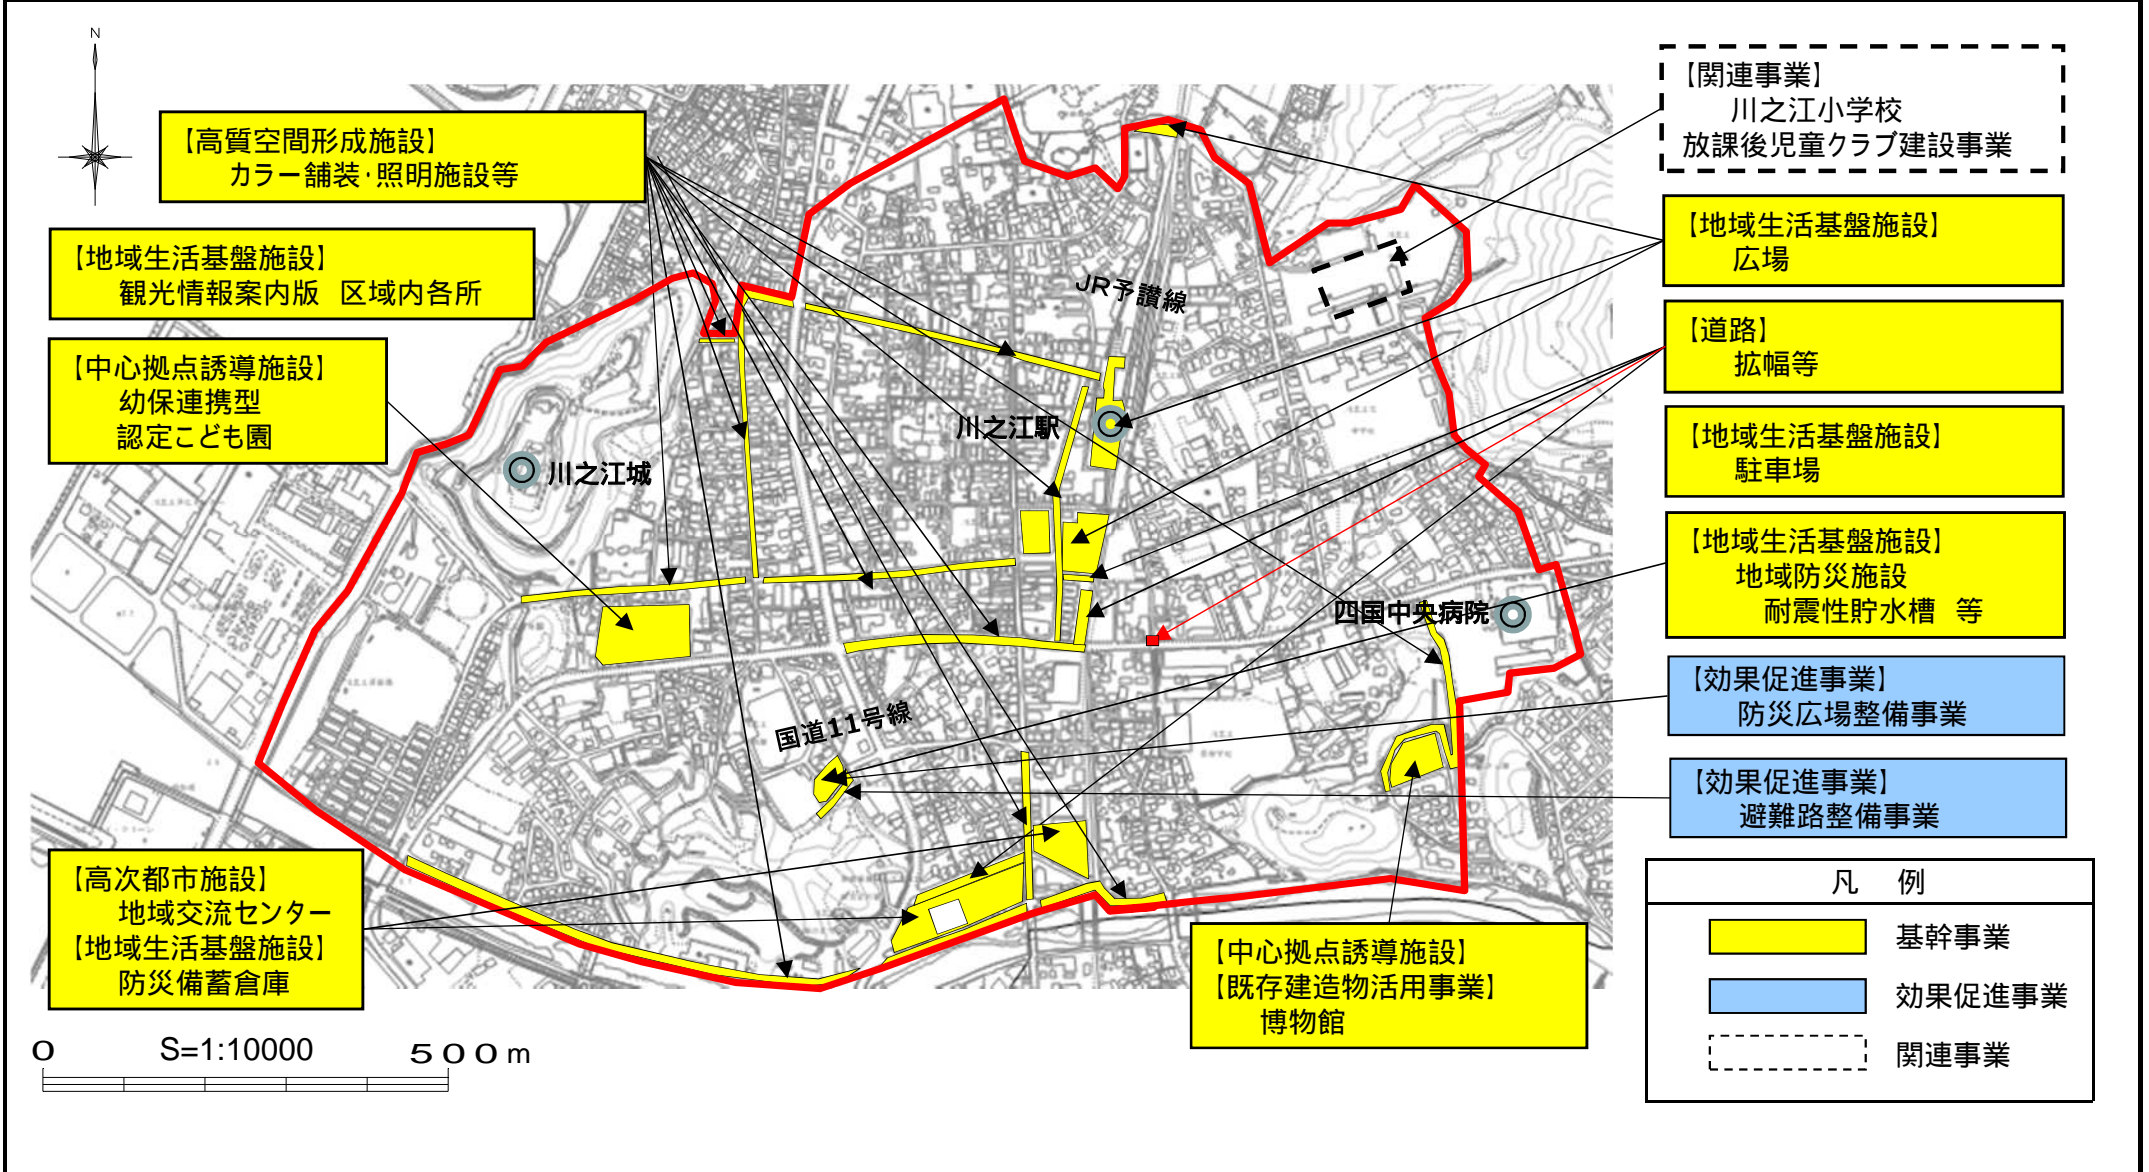 N
【高質空間形成施設】
カラー舗装・照明施設等
【地域生活基盤施設】
観光情報案内版 区域内各所
【中心拠点誘導施設】
幼保連携型
認定こども園
【高次都市施設】
地域交流センター
【地域生活基盤施設】
防災備蓄倉庫
0 S=1:10000 500m
JR予讃線
川之江駅
川之江城
四国中央病院
国道11号線
【関連事業】
川之江小学校
放課後児童クラブ建設事業
【地域生活基盤施設】
広場
【道路】
拡幅等
【地域生活基盤施設】
駐車場
【地域生活基盤施設】
地域防災施設
耐震性貯水槽 等
【効果促進事業】
防災広場整備事業
【効果促進事業】
避難路整備事業
【中心拠点誘導施設】
【既存建造物活用事業】
博物館
凡 例
基幹事業
効果促進事業
関連事業